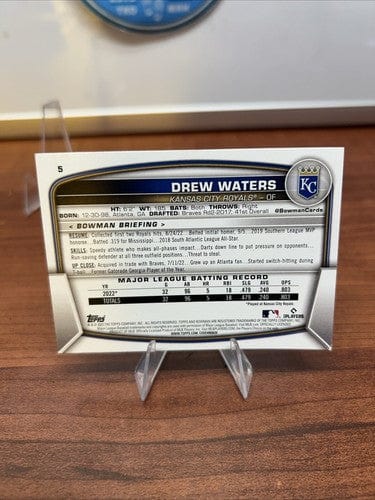 5
DREW WATERS
KANSAS CITY ROYALS® – OF
KC
HT: 6'2" WT: 185 BATS: Both THROWS: Right
BORN: 12-30-98, Atlanta, GA DRAFTED: Braves Rd2-2017; 41st Overall
@BowmanCards
< BOWMAN BRIEFING >
RESUME: Collected first two Royals hits, 8/24/22... Belted initial homer, 9/5... 2019 Southern League MVP
honoree...Batted .319 for Mississippi... 2018 South Atlantic League All-Star.
SKILLS: Speedy athlete who makes all-phases impact... Darts down line to put pressure on opponents...
Run-saving defender at all three outfield positions... Threat to steal.
UP CLOSE: Acquired in trade with Braves, 7/11/22... Grew up an Atlanta fan... Started switch-hitting during
T-ball... Former Gatorade Georgia Player of the Year.
MAJOR LEAGUE BATTING RECORD
YR G R HR RBI SLG AVG OPS
2022* 32 96 5 18 .479 .240 .803
TOTALS 32 96 5 18 .479 .240 .803
*Played at Kansas City Royals
Topps
PLAYERS